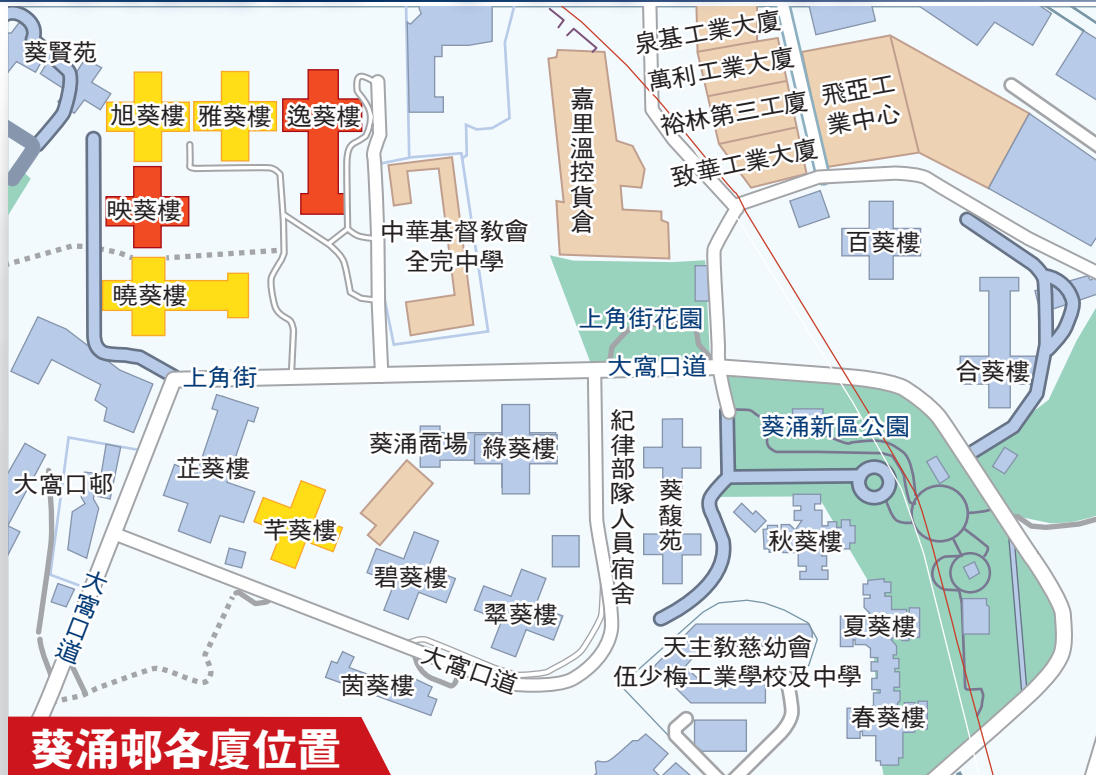 葵賢苑
旭葵樓
雅葵樓
逸葵樓
映葵樓
曉葵樓
中華基督教會
全完中學
嘉里溫控貨倉
泉基工業大廈
萬利工業大廈
裕林第三工廈
致華工業大廈
飛亞工
業中心
百葵樓
合葵樓
上角街花園
大窩口道
上角街
葵涌新區公園
葵涌商場
綠葵樓
芷葵樓
大窩口邨
芊葵樓
碧葵樓
翠葵樓
紀律部隊人員宿舍
葵馥苑
秋葵樓
夏葵樓
春葵樓
大窩口道
大窩口道
茵葵樓
天主教慈幼會
伍少梅工業學校及中學
葵涌邨各廈位置